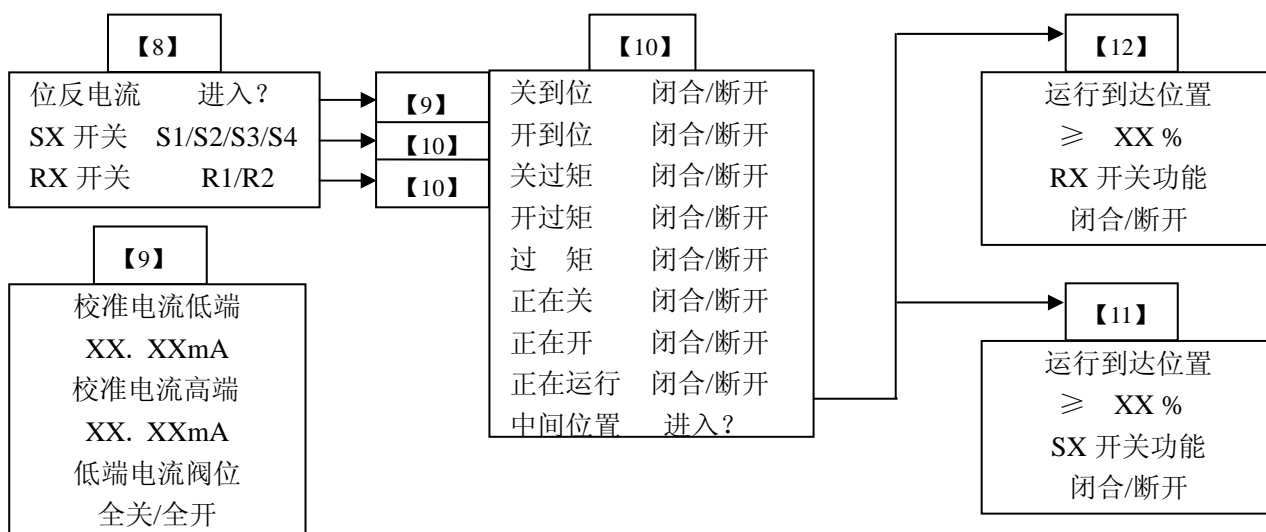 【8】
位反电流 进入?
SX 开关 S1/S2/S3/S4
RX 开关 R1/R2
【9】
【10】
【10】
【9】
校准电流低端
XX. XXmA
校准电流高端
XX. XXmA
低端电流阀位
全关/全开
【10】
关到位 闭合/断开
开到位 闭合/断开
关过矩 闭合/断开
开过矩 闭合/断开
过 矩 闭合/断开
正在关 闭合/断开
正在开 闭合/断开
正在运行 闭合/断开
中间位置 进入?
【12】
运行到达位置
≥ XX %
RX 开关功能
闭合/断开
【11】
运行到达位置
≥ XX %
SX 开关功能
闭合/断开